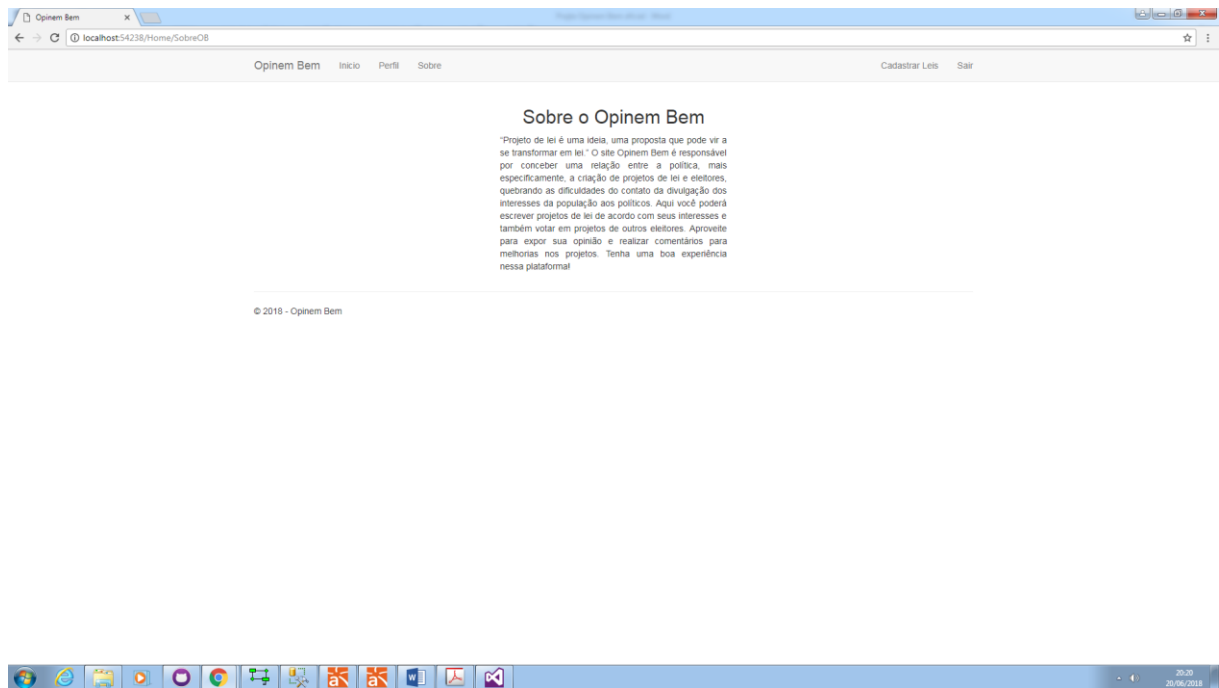 Opinem Bem
localhost:54238/Home/SobreOB
Opinem Bem Inicio Perfil Sobre Cadastrar Leis Sair
Sobre o Opinem Bem
"Projeto de lei é uma ideia, uma proposta que pode vir a
se transformar em lei." O site Opinem Bem é responsável
por conceber uma relação entre a política, mais
especificamente, a criação de projetos de lei e eleitores,
quebrando as dificuldades do contato da divulgação dos
interesses da população aos políticos. Aqui você poderá
escrever projetos de lei de acordo com seus interesses e
também votar em projetos de outros eleitores. Aproveite
para expor sua opinião e realizar comentários para
melhorias nos projetos. Tenha uma boa experiência
nessa plataforma!
© 2018 - Opinem Bem
20:20
20/06/2018